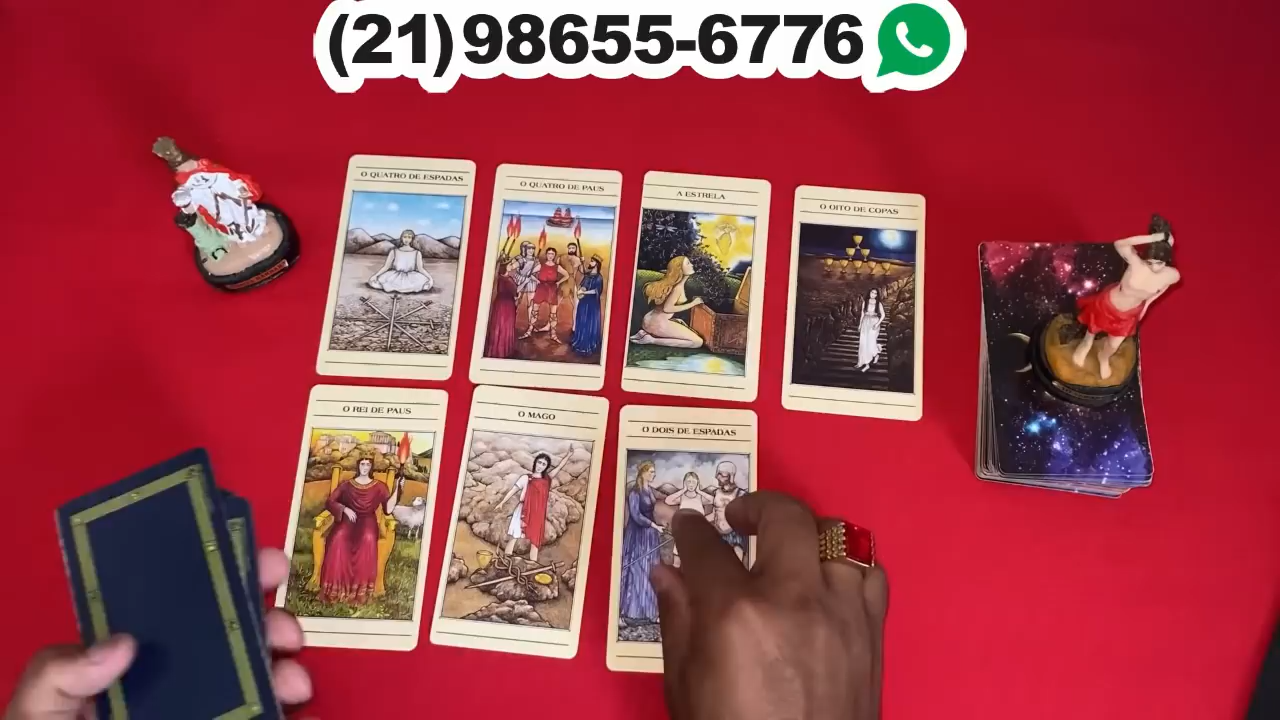 (21)98655-6776
O QUATRO DE ESPADAS
O QUATRO DE PAUS
A ESTRELA
O OITO DE COPAS
O REI DE PAUS
O MAGO
O DOIS DE ESPADAS